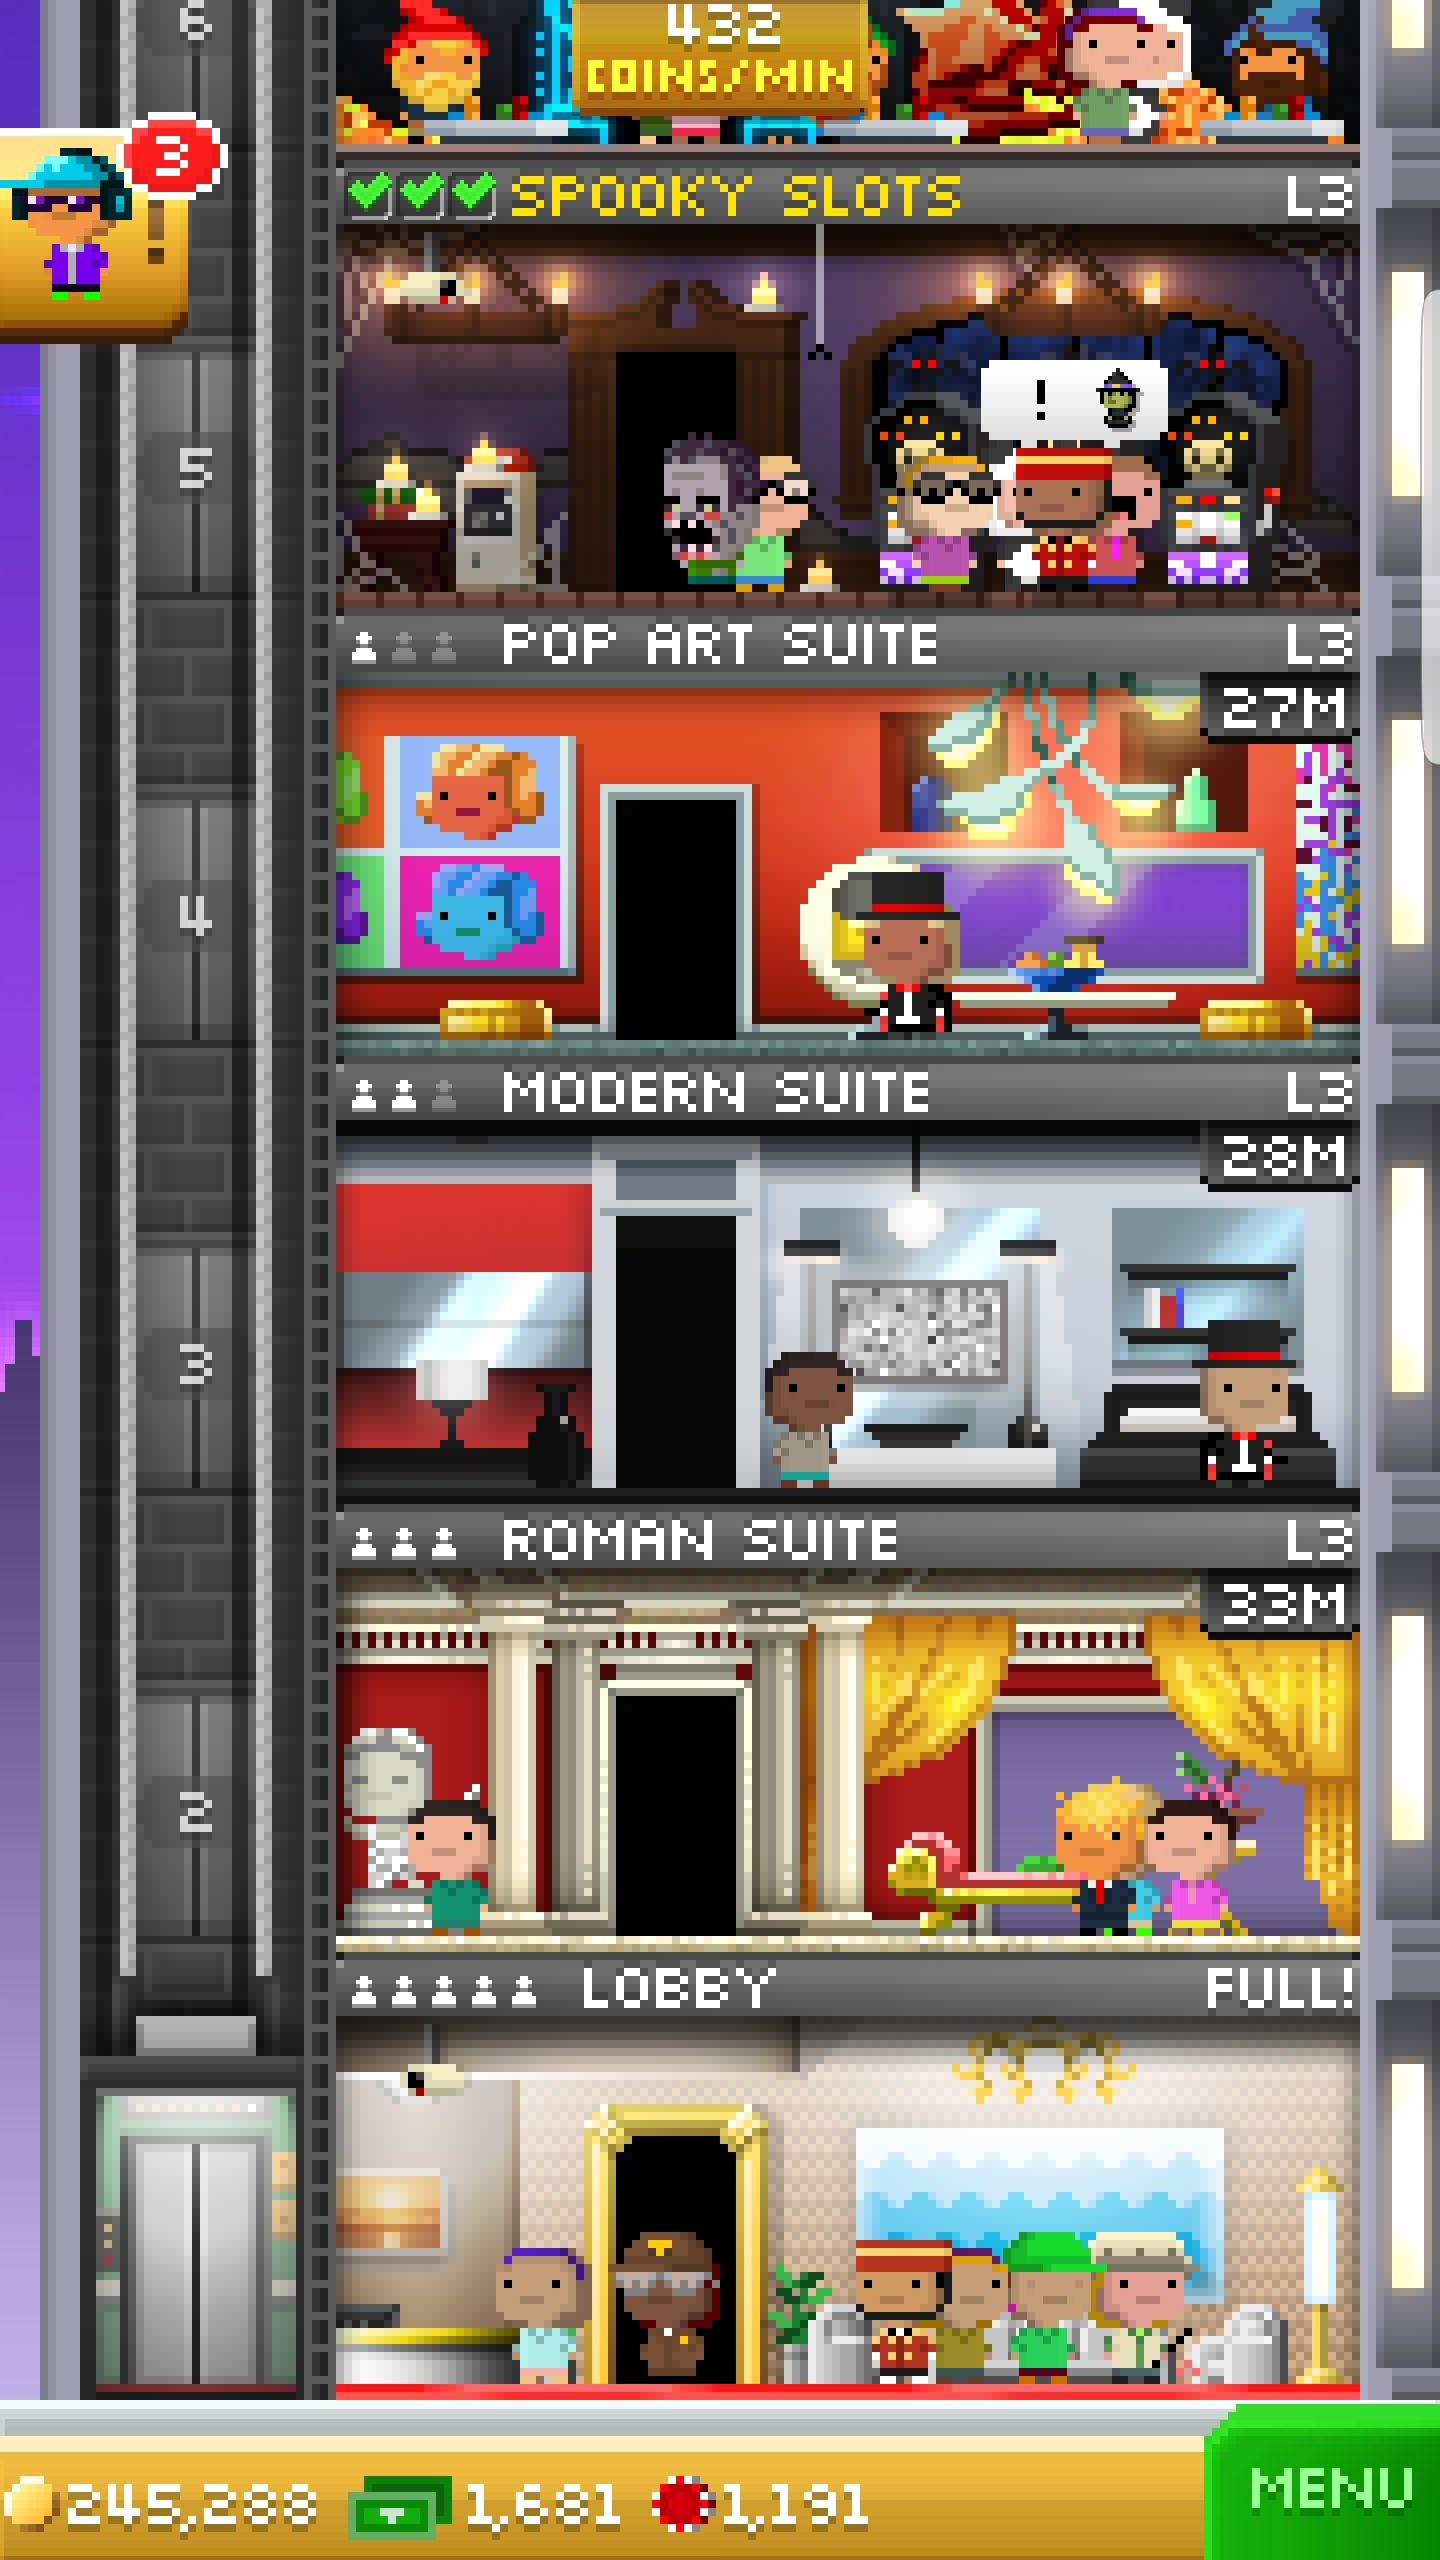 6
432
COINS/MIN
3
!
SPOOKY SLOTS L3
!
5
POP ART SUITE L3
27M
4
MODERN SUITE L3
28M
3
ROMAN SUITE L3
33M
2
LOBBY FULL!
245,288 1,681 1,191 MENU